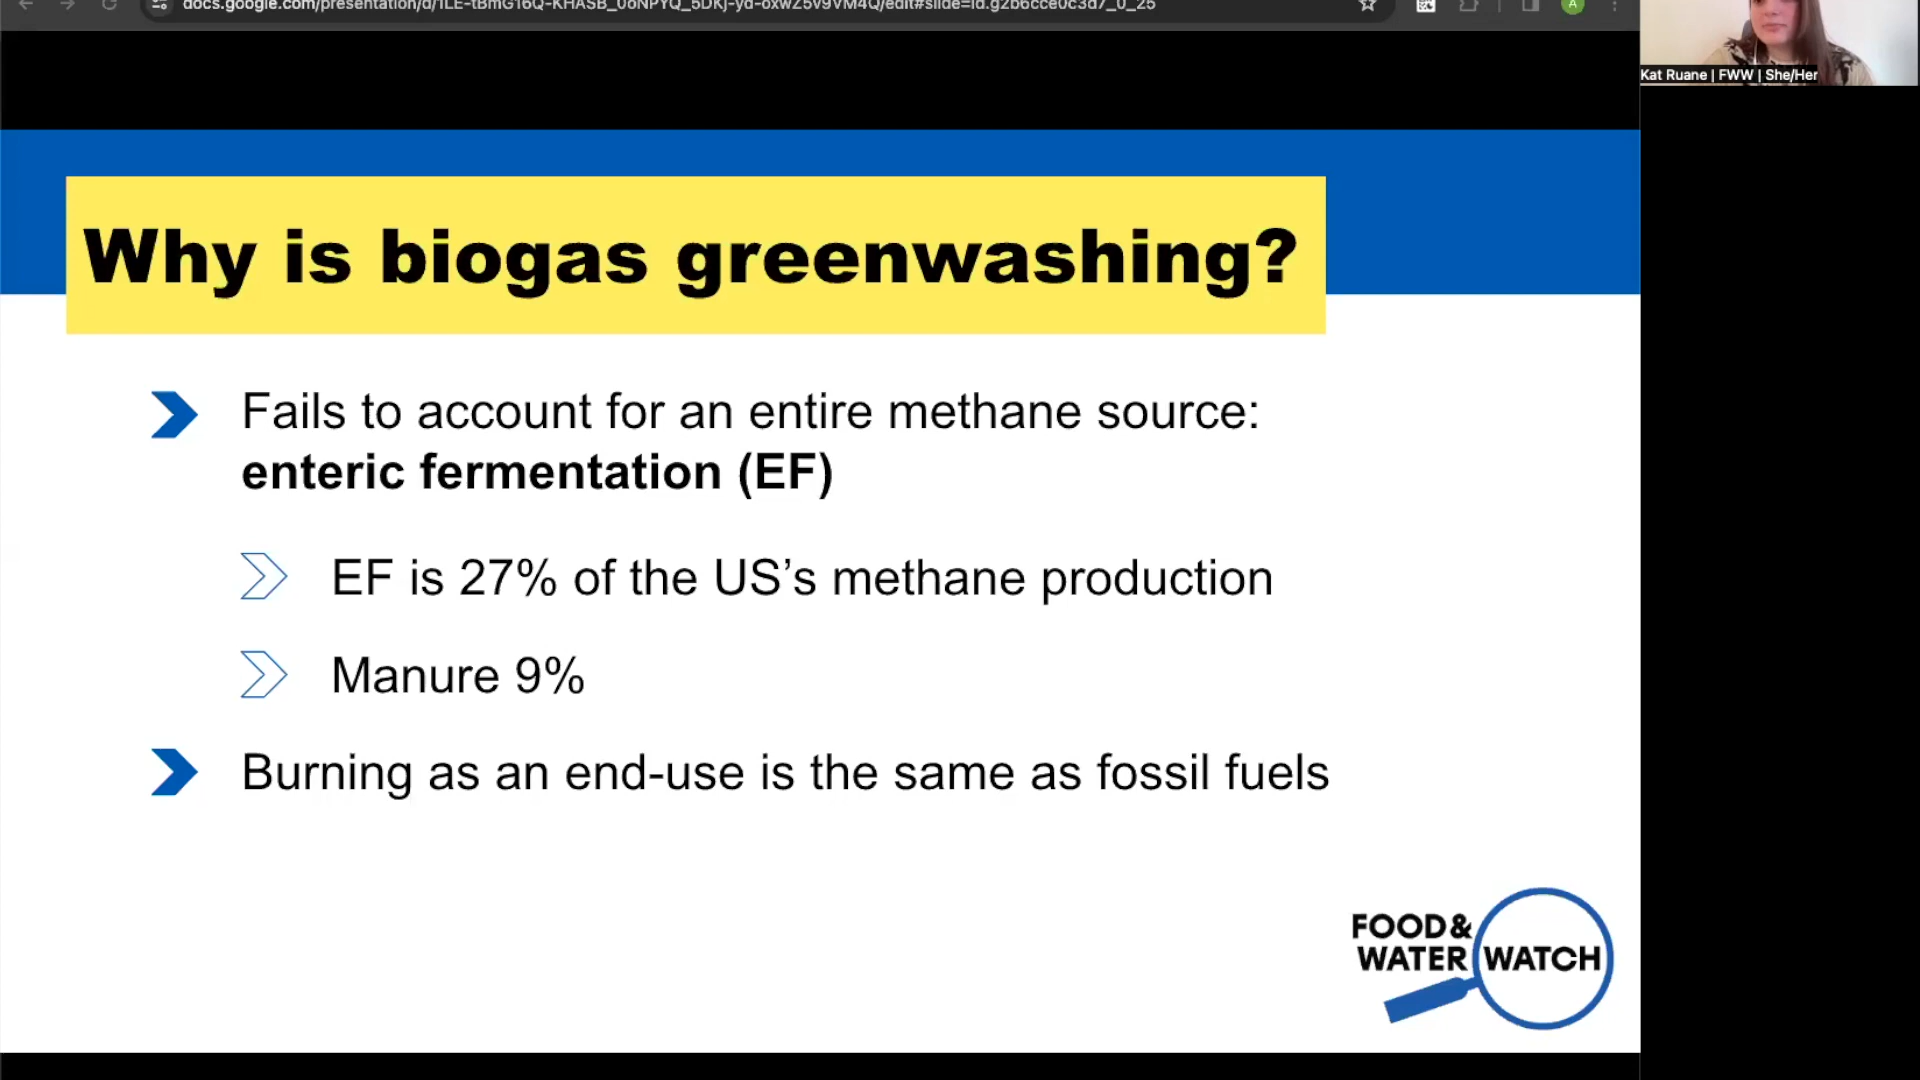 Kat Ruane | FWW | She/Her
Why is biogas greenwashing?
Fails to account for an entire methane source:
enteric fermentation (EF)
EF is 27% of the US’s methane production
Manure 9%
Burning as an end-use is the same as fossil fuels
FOOD&
WATER WATCH